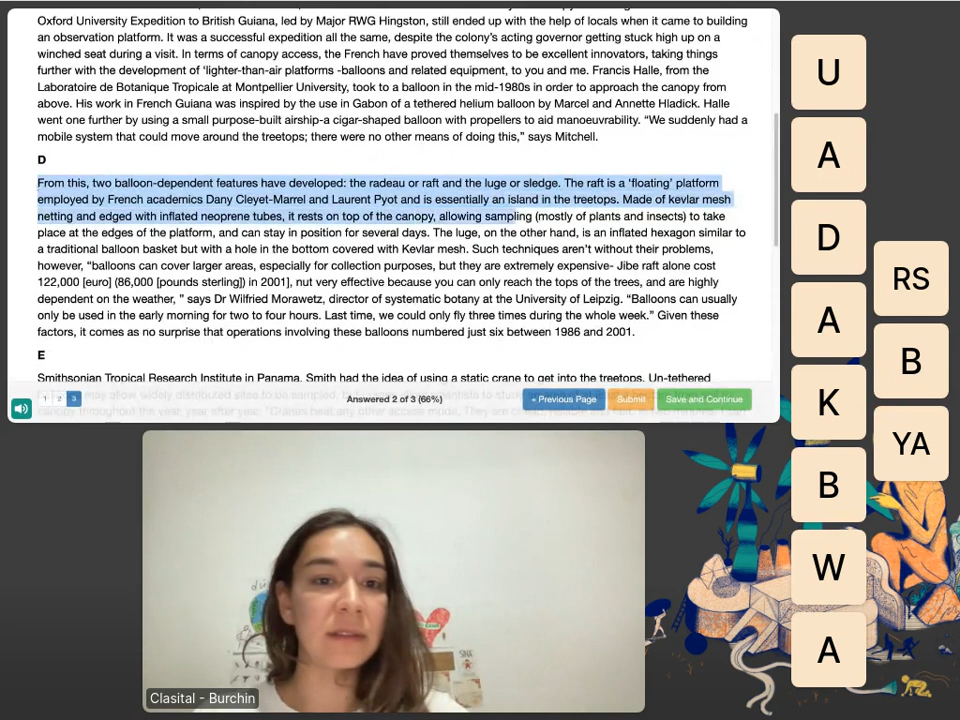 Oxford University Expedition to British Guiana, led by Major RWG Hingston, still ended up with the help of locals when it came to building
an observation platform. It was a successful expedition all the same, despite the colony's acting governor getting stuck high up on a
winched seat during a visit. In terms of canopy access, the French have proved themselves to be excellent innovators, taking things
further with the development of 'lighter-than-air platforms -balloons and related equipment, to you and me. Francis Halle, from the
Laboratoire de Botanique Tropicale at Montpellier University, took to a balloon in the mid-1980s in order to approach the canopy from
above. His work in French Guiana was inspired by the use in Gabon of a tethered helium balloon by Marcel and Annette Hladick. Halle
went one further by using a small purpose-built airship-a cigar-shaped balloon with propellers to aid manoeuvrability. "We suddenly had a
mobile system that could move around the treetops; there were no other means of doing this," says Mitchell.
D
From this, two balloon-dependent features have developed: the radeau or raft and the luge or sledge. The raft is a 'floating' platform
employed by French academics Dany Cleyet-Marrel and Laurent Pyot and is essentially an island in the treetops. Made of kevlar mesh
netting and edged with inflated neoprene tubes, it rests on top of the canopy, allowing sampling (mostly of plants and insects) to take
place at the edges of the platform, and can stay in position for several days. The luge, on the other hand, is an inflated hexagon similar to
a traditional balloon basket but with a hole in the bottom covered with Kevlar mesh. Such techniques aren't without their problems,
however, "balloons can cover larger areas, especially for collection purposes, but they are extremely expensive- Jibe raft alone cost
122,000 [euro] (86,000 [pounds sterling]) in 2001], nut very effective because you can only reach the tops of the trees, and are highly
dependent on the weather, " says Dr Wilfried Morawetz, director of systematic botany at the University of Leipzig. "Balloons can usually
only be used in the early morning for two to four hours. Last time, we could only fly three times during the whole week." Given these
factors, it comes as no surprise that operations involving these balloons numbered just six between 1986 and 2001.
E
Smithsonian Tropical Research Institute in Panama. Smith had the idea of using a static crane to get into the treetops. Un-tethered
1 2 3
Answered 2 of 3 (66%)
« Previous Page
Submit
Save and Continue
Clasital - Burchin
U
A
D
A
K
B
W
A
RS
B
YA